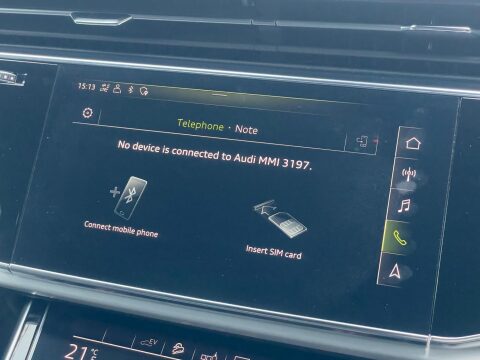 15:13
Telephone · Note
No device is connected to Audi MMI 3197.
Connect mobile phone
Insert SIM card
EV
21°C